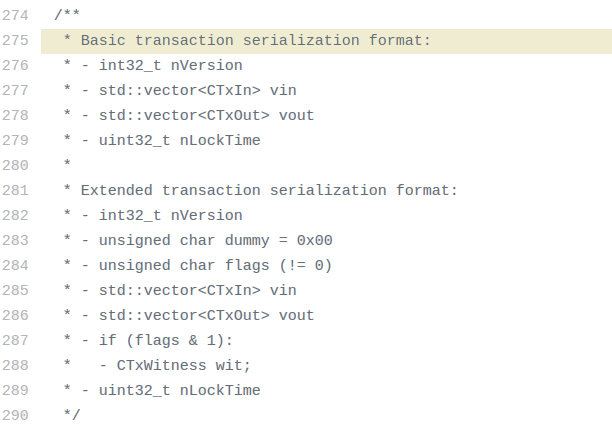 274 /**
275 * Basic transaction serialization format:
276 * - int32_t nVersion
277 * - std::vector<CTxIn> vin
278 * - std::vector<CTxOut> vout
279 * - uint32_t nLockTime
280 *
281 * Extended transaction serialization format:
282 * - int32_t nVersion
283 * - unsigned char dummy = 0x00
284 * - unsigned char flags (!= 0)
285 * - std::vector<CTxIn> vin
286 * - std::vector<CTxOut> vout
287 * - if (flags & 1):
288 *   - CTxWitness wit;
289 * - uint32_t nLockTime
290 */